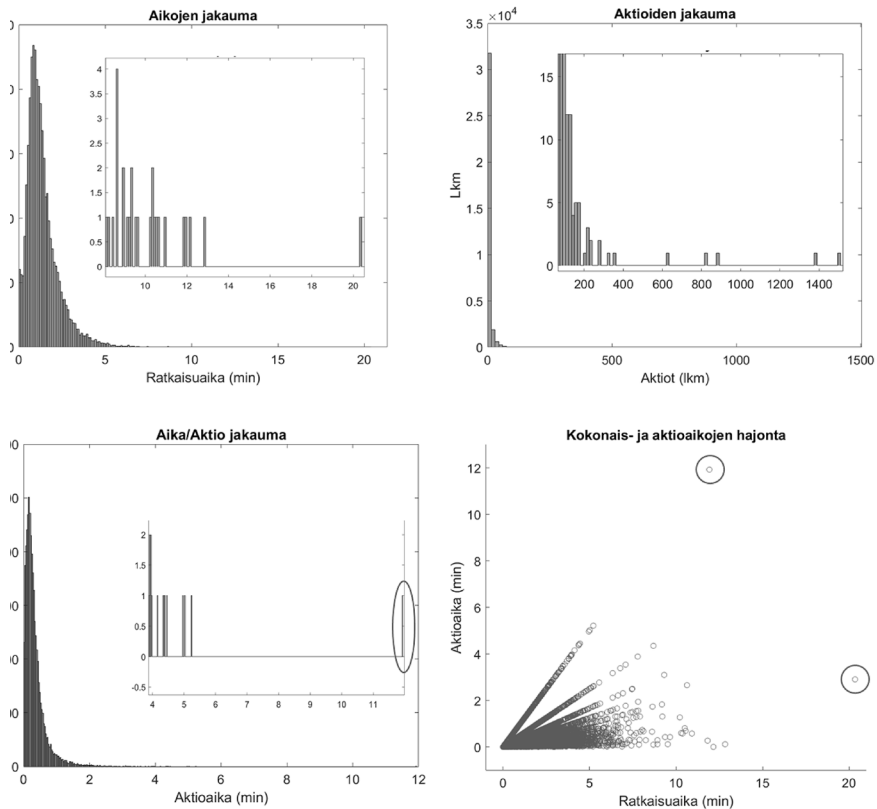 Aikojen jakauma
4
3.5
3
2.5
2
1.5
1
0.5
0
10 12 14 16 18 20
0 5 10 15 20
Ratkaisuaika (min)
Aktioiden jakauma
×10⁴
3.5
3
2.5
2
1.5
1
0.5
0
Lkm
15
10
5
0
200 400 600 800 1000 1200 1400
0 500 1000 1500
Aktiot (lkm)
Aika/Aktio jakauma
2
1.5
1
0.5
0
-0.5
4 5 6 7 8 9 10 11
0 2 4 6 8 10 12
Aktioaika (min)
Kokonais- ja aktioaikojen hajonta
12
10
8
6
4
2
0
Aktioaika (min)
0 5 10 15 20
Ratkaisuaika (min)